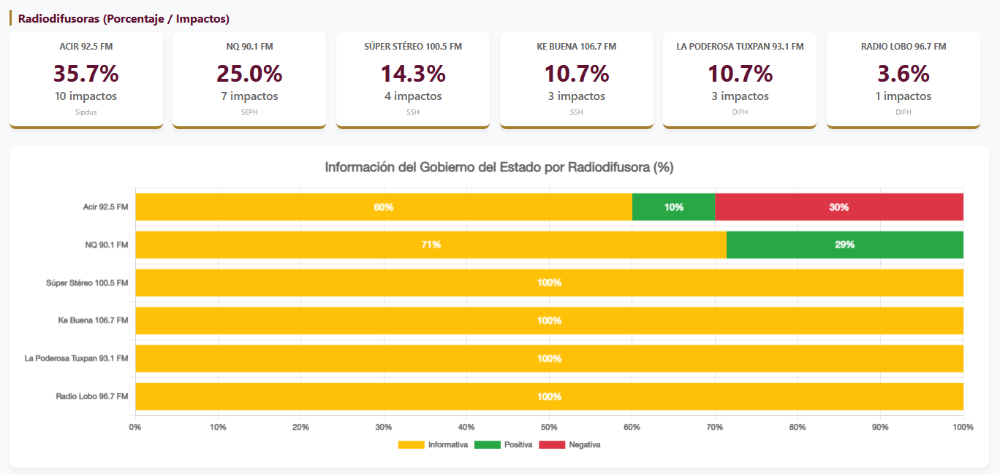 Radiodifusoras (Porcentaje / Impactos)
ACIR 92.5 FM
35.7%
10 impactos
Sipdus
NQ 90.1 FM
25.0%
7 impactos
SEPH
SÚPER STÉREO 100.5 FM
14.3%
4 impactos
SSH
KE BUENA 106.7 FM
10.7%
3 impactos
SSH
LA PODEROSA TUXPAN 93.1 FM
10.7%
3 impactos
DIFH
RADIO LOBO 96.7 FM
3.6%
1 impactos
DIFH
Información del Gobierno del Estado por Radiodifusora (%)
Acir 92.5 FM 60% 10% 30%
NQ 90.1 FM 71% 29%
Súper Stéreo 100.5 FM 100%
Ke Buena 106.7 FM 100%
La Poderosa Tuxpan 93.1 FM 100%
Radio Lobo 96.7 FM 100%
0% 10% 20% 30% 40% 50% 60% 70% 80% 90% 100%
Informativa Positiva Negativa